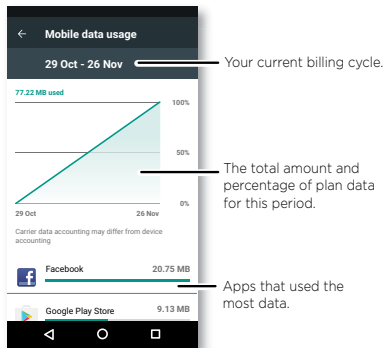 Mobile data usage
29 Oct - 26 Nov
Your current billing cycle.
77.22 MB used
100%
50%
The total amount and
percentage of plan data
for this period.
0%
29 Oct
26 Nov
Carrier data accounting may differ from device
accounting
Facebook
20.75 MB
Apps that used the
most data.
Google Play Store
9.13 MB